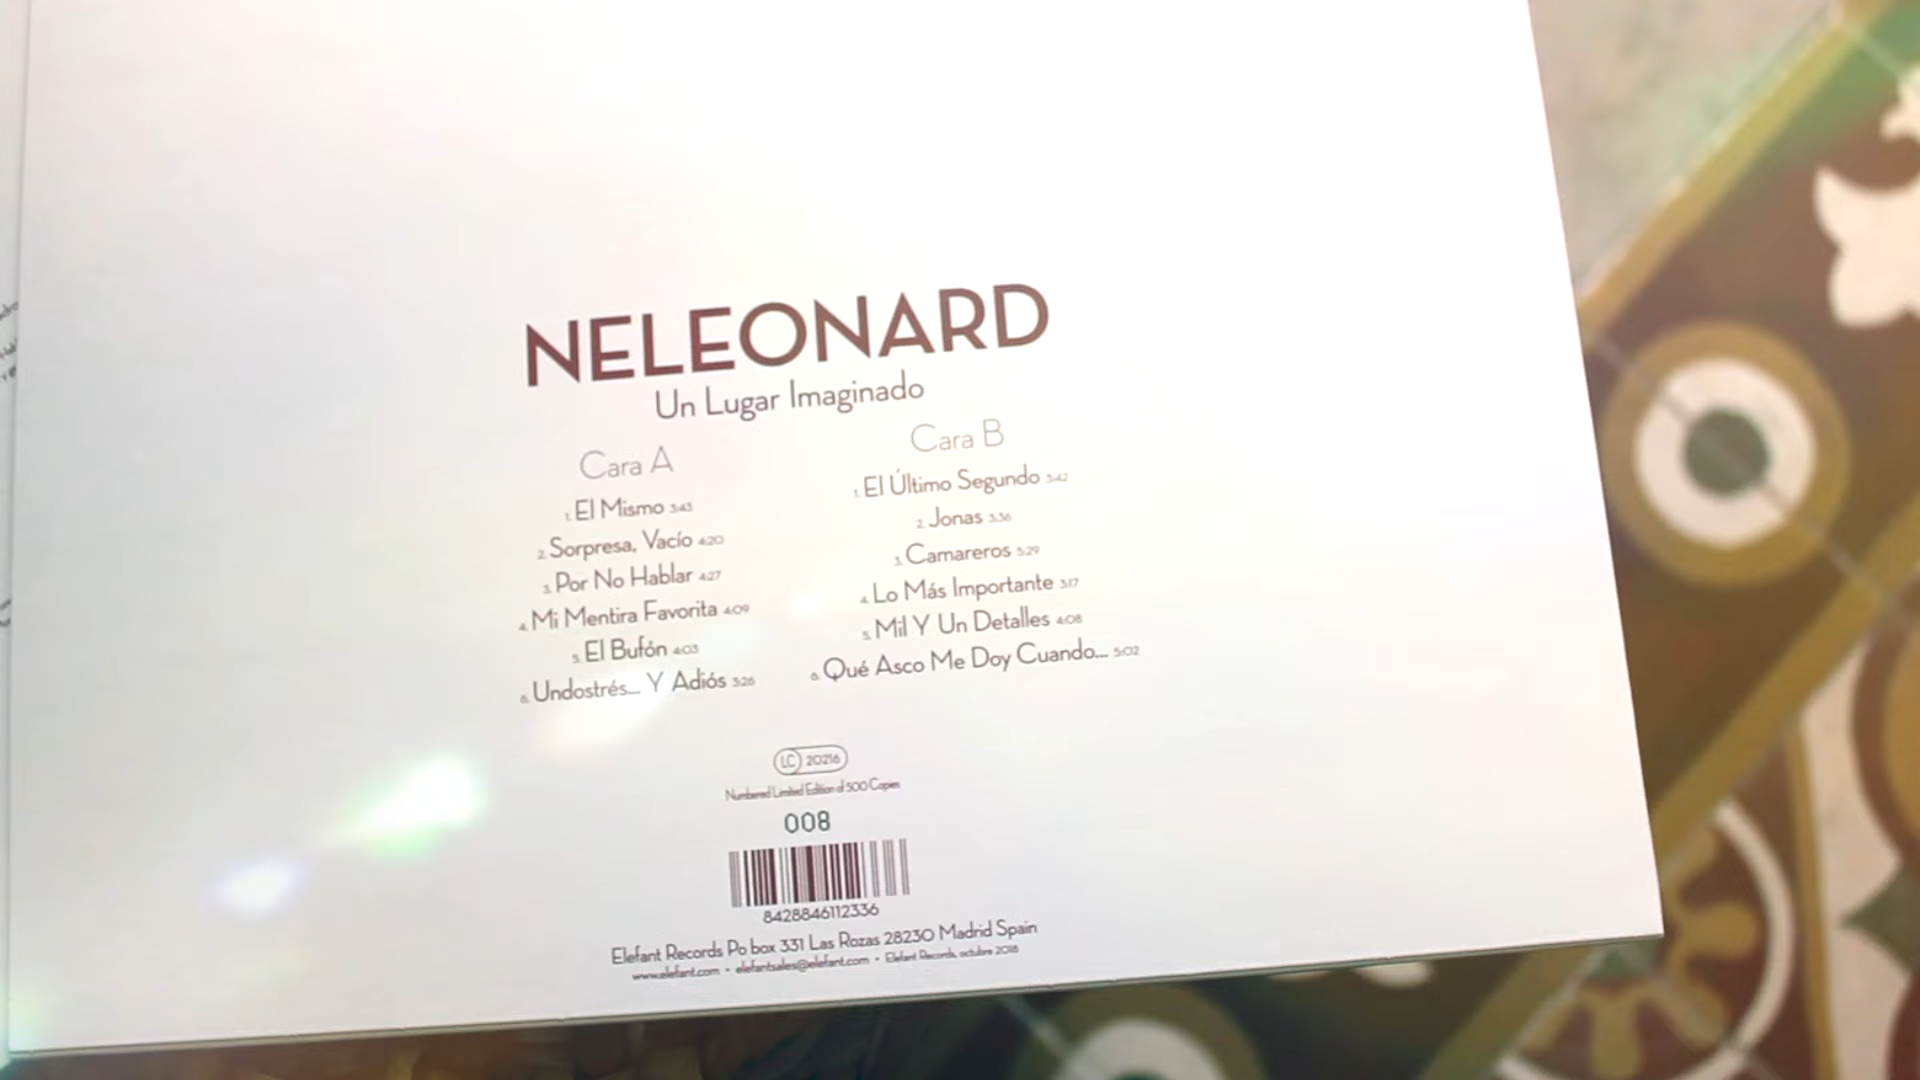 NELEONARD
Un Lugar Imaginado
Cara A
1. El Mismo 3:43
2. Sorpresa, Vacío 4:20
3. Por No Hablar 4:27
4. Mi Mentira Favorita 4:09
5. El Bufón 4:03
6. Undostrés... Y Adiós 3:26
Cara B
1. El Último Segundo 3:42
2. Jonas 3:36
3. Camareros 3:29
4. Lo Más Importante 3:17
5. Mil Y Un Detalles 4:08
6. Qué Asco Me Doy Cuando... 5:02
LC 20216
Numbered Limited Edition of 500 Copies
008
8428846112336
Elefant Records Po box 331 Las Rozas 28230 Madrid Spain
www.elefant.com • elefantsales@elefant.com • Elefant Records, octubre 2018